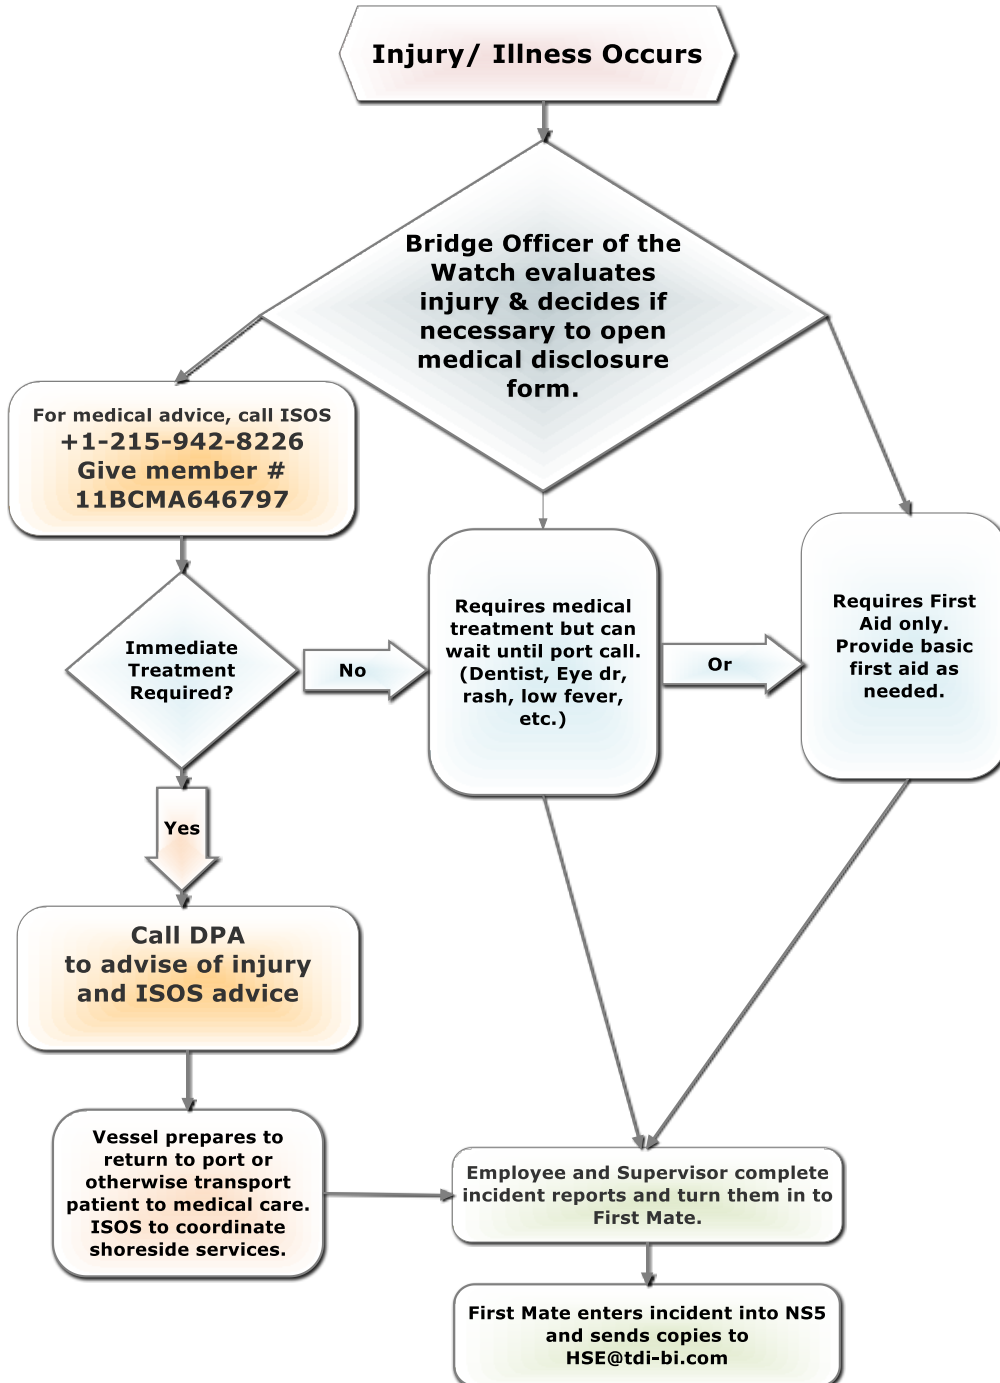 Injury/ Illness Occurs
Bridge Officer of the
Watch evaluates
injury & decides if
necessary to open
medical disclosure
form.
For medical advice, call ISOS
+1-215-942-8226
Give member #
11BCMA646797
Immediate
Treatment
Required?
No
Requires medical
treatment but can
wait until port call.
(Dentist, Eye dr,
rash, low fever,
etc.)
Or
Requires First
Aid only.
Provide basic
first aid as
needed.
Yes
Call DPA
to advise of injury
and ISOS advice
Vessel prepares to
return to port or
otherwise transport
patient to medical care.
ISOS to coordinate
shoreside services.
Employee and Supervisor complete
incident reports and turn them in to
First Mate.
First Mate enters incident into NS5
and sends copies to
HSE@tdi-bi.com